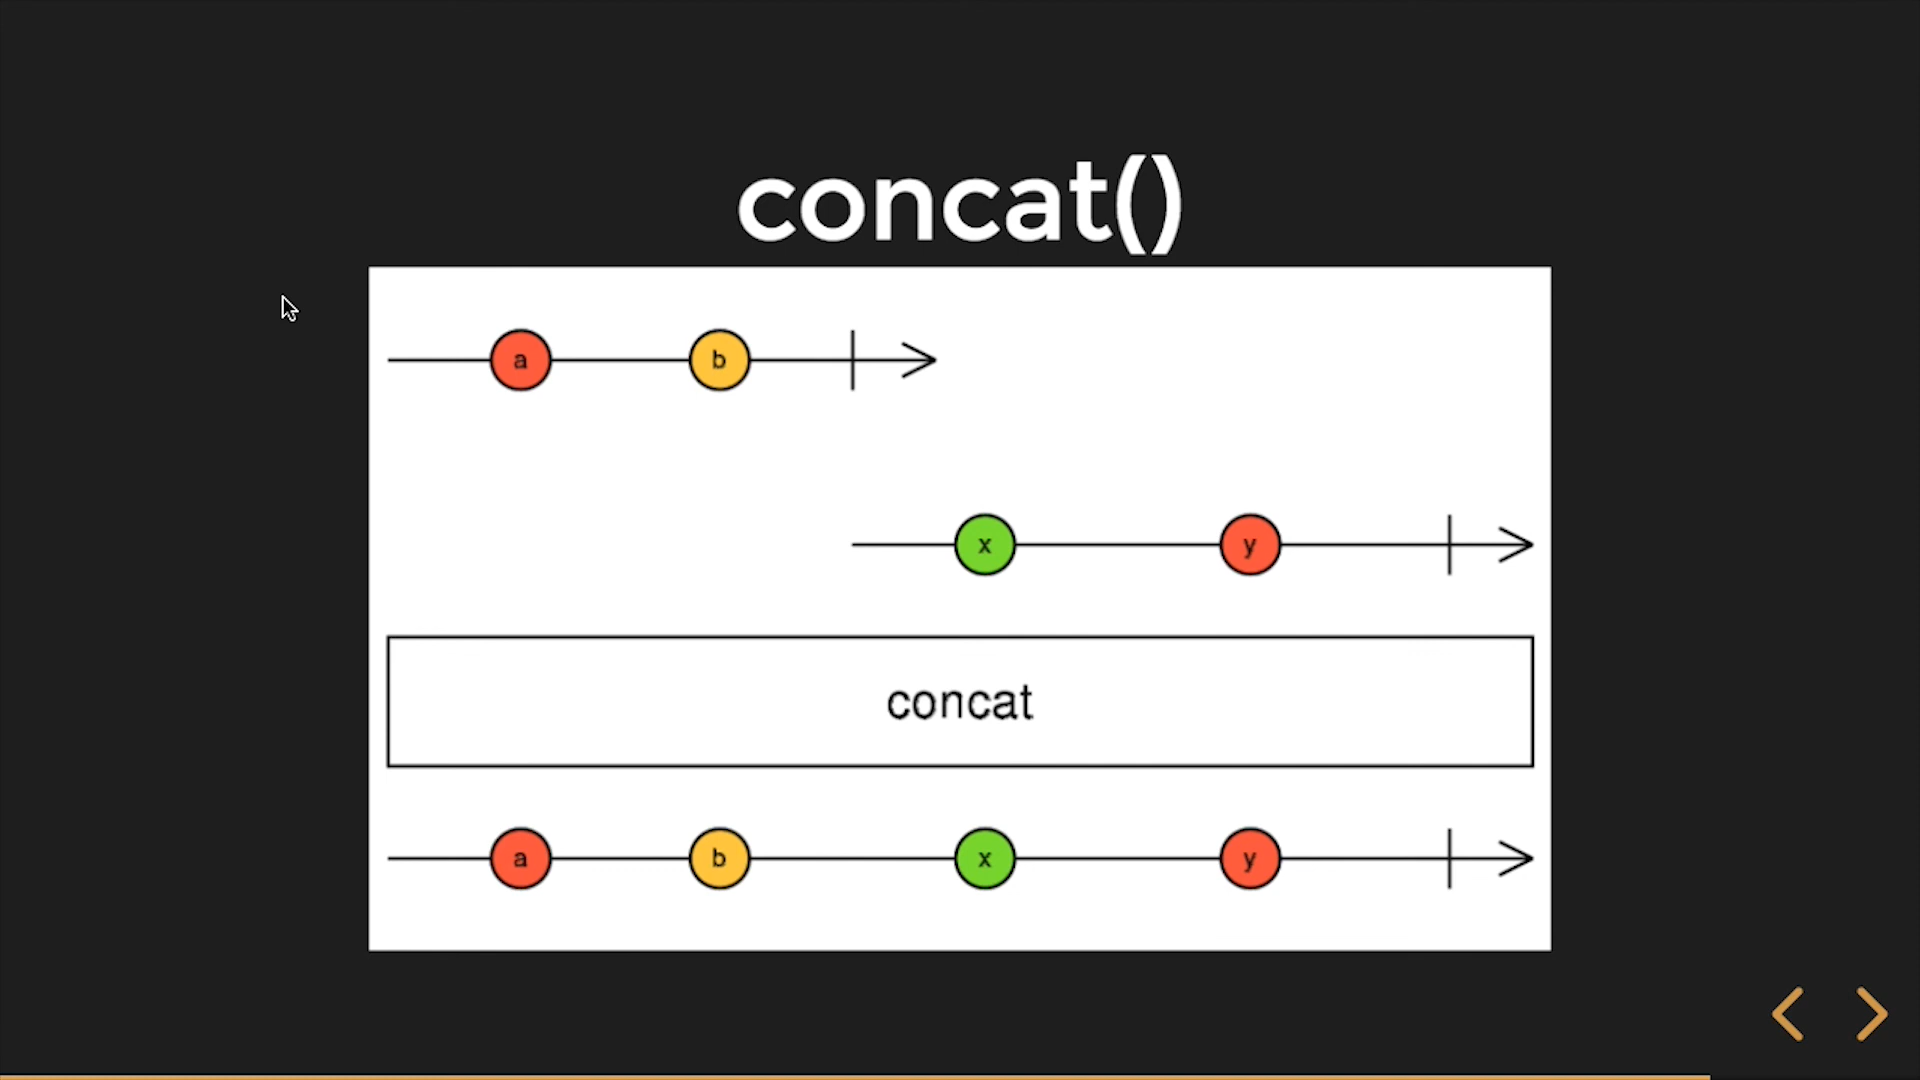 concat()
a b
x y
concat
a b x y